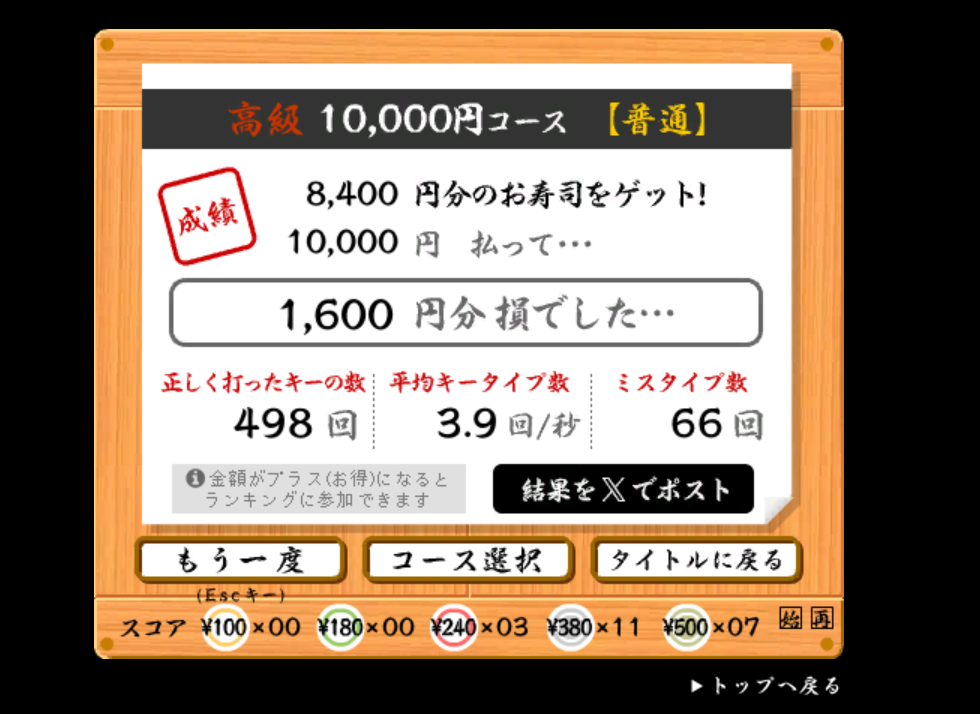 高級 10,000円コース 【普通】
成績
8,400 円分のお寿司をゲット!
10,000 円 払って…
1,600 円分 損でした…
正しく打ったキーの数 平均キータイプ数 ミスタイプ数
498 回 3.9 回/秒 66 回
金額がプラス(お得)になると
ランキングに参加できます
結果を𝕏でポスト
もう一度 コース選択 タイトルに戻る
(Escキー)
スコア ¥100×00 ¥180×00 ¥240×03 ¥380×11 ¥500×07 始 再
▶トップへ戻る